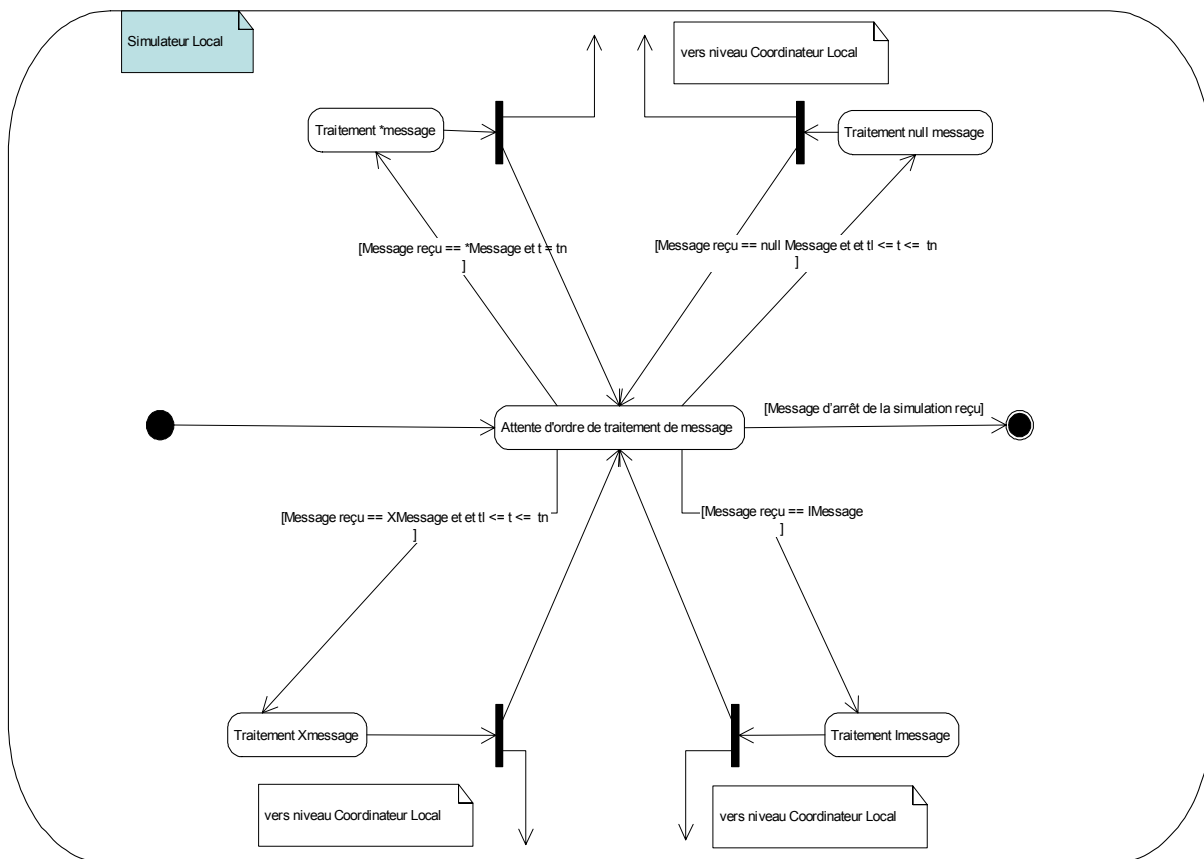 Simulateur Local
vers niveau Coordinateur Local
Traitement *message
Traitement null message
[Message reçu == *Message et t = tn
]
[Message reçu == null Message et et tl <= t <= tn
]
[Message d'arrêt de la simulation reçu]
Attente d'ordre de traitement de message
[Message reçu == XMessage et et tl <= t <= tn
]
[Message reçu == IMessage
]
Traitement Xmessage
Traitement Imessage
vers niveau Coordinateur Local
vers niveau Coordinateur Local